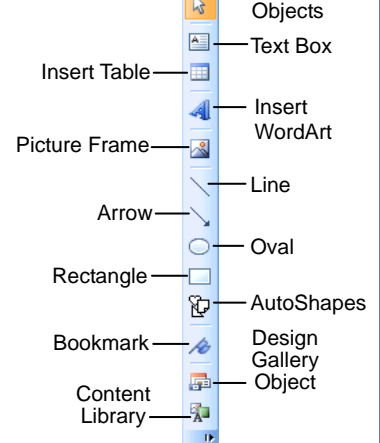 Objects
Text Box
Insert Table
Insert
WordArt
Picture Frame
Line
Arrow
Oval
Rectangle
AutoShapes
Bookmark
Design
Gallery
Object
Content
Library